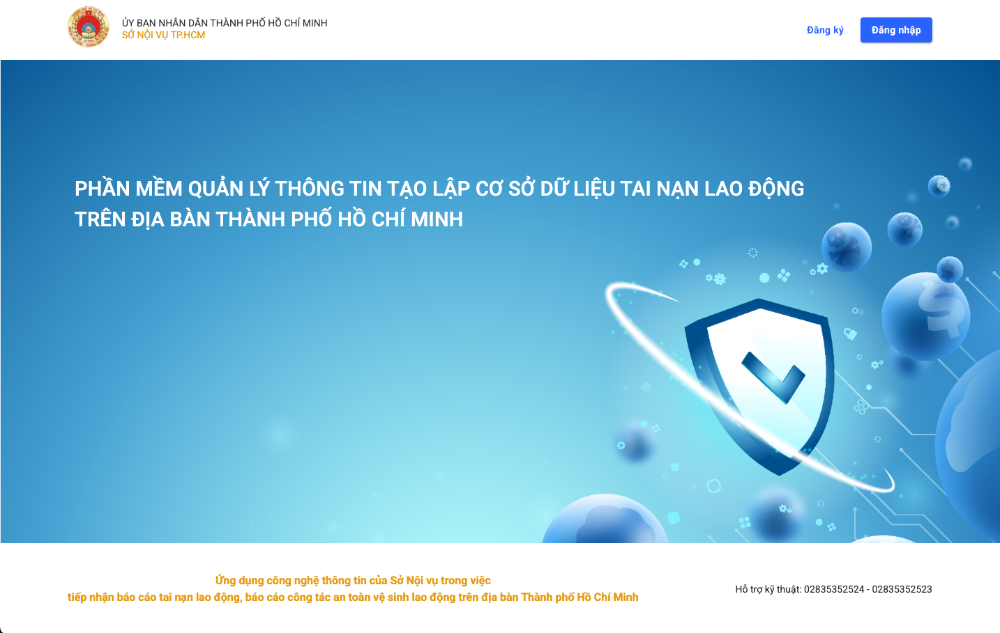 ỦY BAN NHÂN DÂN THÀNH PHỐ HỒ CHÍ MINH
SỞ NỘI VỤ TP.HCM
Đăng ký
Đăng nhập
PHẦN MỀM QUẢN LÝ THÔNG TIN TẠO LẬP CƠ SỞ DỮ LIỆU TAI NẠN LAO ĐỘNG
TRÊN ĐỊA BÀN THÀNH PHỐ HỒ CHÍ MINH
Ứng dụng công nghệ thông tin của Sở Nội vụ trong việc
tiếp nhận báo cáo tai nạn lao động, báo cáo công tác an toàn vệ sinh lao động trên địa bàn Thành phố Hồ Chí Minh
Hỗ trợ kỹ thuật: 02835352524 - 02835352523